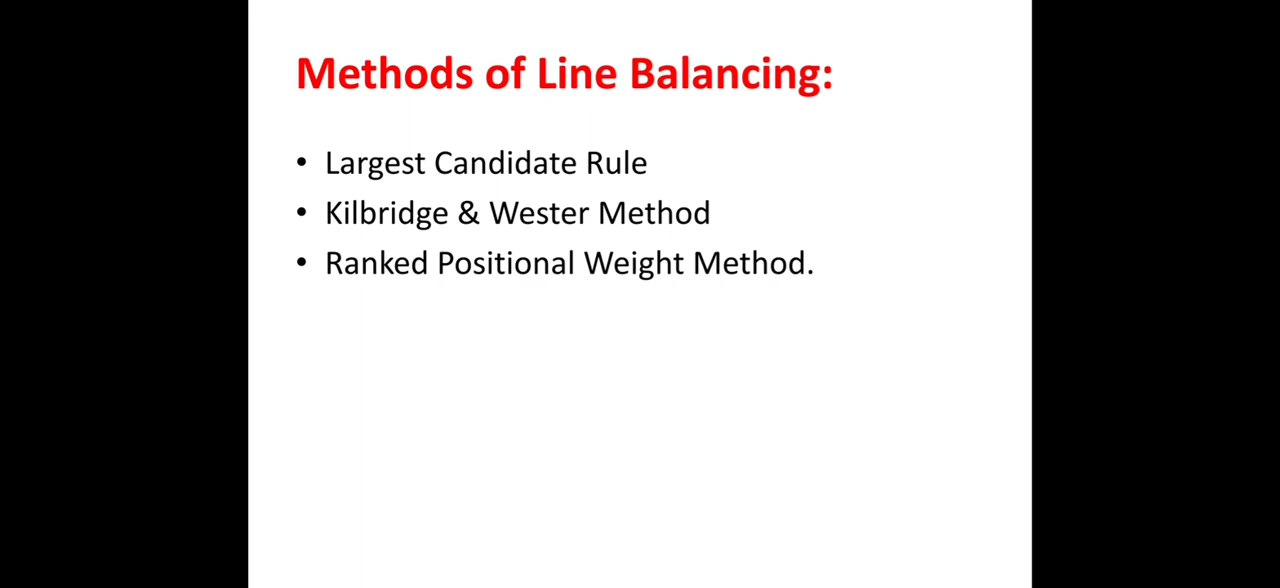 Methods of Line Balancing:
• Largest Candidate Rule
• Kilbridge & Wester Method
• Ranked Positional Weight Method.